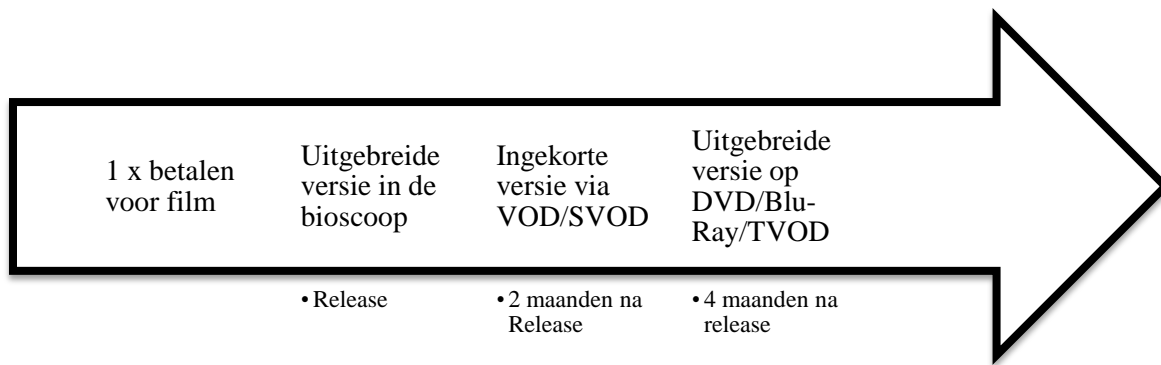 1 x betalen
voor film
Uitgebreide
versie in de
bioscoop
Ingekorte
versie via
VOD/SVOD
Uitgebreide
versie op
DVD/Blu-
Ray/TVOD
• Release
• 2 maanden na
Release
• 4 maanden na
release